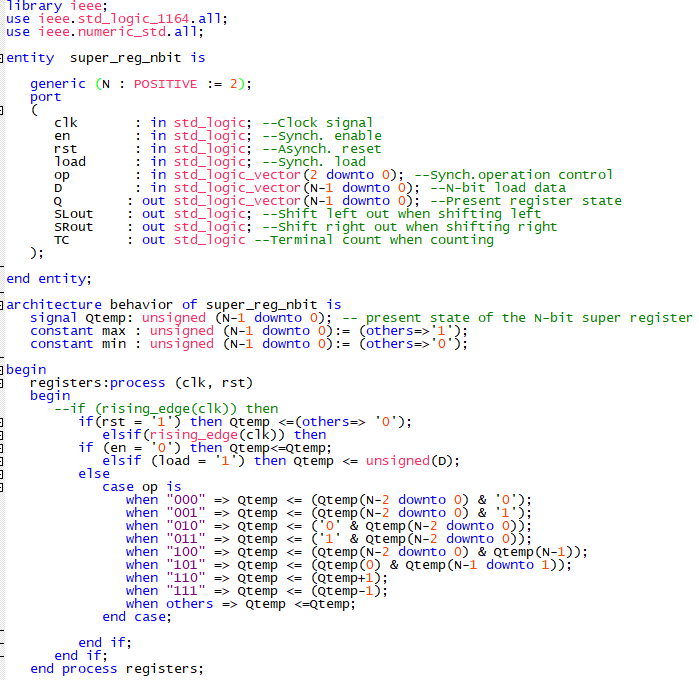 library ieee;
use ieee.std_logic_1164.all;
use ieee.numeric_std.all;
entity  super_reg_nbit is
generic (N : POSITIVE := 2);
port
(
clk       : in std_logic; --Clock signal
en        : in std_logic; --Synch. enable
rst       : in std_logic; --Asynch. reset
load      : in std_logic; --Synch. load
op        : in std_logic_vector(2 downto 0); --Synch.operation control
D         : in std_logic_vector(N-1 downto 0); --N-bit load data
Q        : out std_logic_vector(N-1 downto 0); --Present register state
SLout    : out std_logic; --Shift left out when shifting left
SRout    : out std_logic; --Shift right out when shifting right
TC       : out std_logic --Terminal count when counting
);
end entity;
architecture behavior of super_reg_nbit is
signal Qtemp: unsigned (N-1 downto 0); -- present state of the N-bit super register
constant max : unsigned (N-1 downto 0):= (others=>'1');
constant min : unsigned (N-1 downto 0):= (others=>'0');
begin
registers:process (clk, rst)
begin
--if (rising_edge(clk)) then
if(rst = '1') then Qtemp <=(others=> '0');
elsif(rising_edge(clk)) then
if (en = '0') then Qtemp<=Qtemp;
elsif (load = '1') then Qtemp <= unsigned(D);
else
case op is
when "000" => Qtemp <= (Qtemp(N-2 downto 0) & '0');
when "001" => Qtemp <= (Qtemp(N-2 downto 0) & '1');
when "010" => Qtemp <= ('0' & Qtemp(N-2 downto 0));
when "011" => Qtemp <= ('1' & Qtemp(N-2 downto 0));
when "100" => Qtemp <= (Qtemp(N-2 downto 0) & Qtemp(N-1));
when "101" => Qtemp <= (Qtemp(0) & Qtemp(N-1 downto 1));
when "110" => Qtemp <= (Qtemp+1);
when "111" => Qtemp <= (Qtemp-1);
when others => Qtemp <=Qtemp;
end case;
end if;
end if;
end process registers;